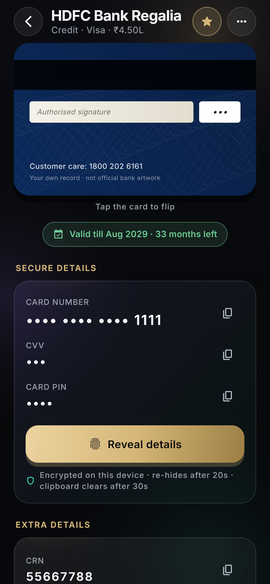 HDFC Bank Regalia
Credit · Visa · ₹4.50L
Authorised signature
•••
Customer care: 1800 202 6161
Your own record · not official bank artwork
Tap the card to flip
Valid till Aug 2029 · 33 months left
SECURE DETAILS
CARD NUMBER
•••• •••• •••• 1111
CVV
•••
CARD PIN
••••
Reveal details
Encrypted on this device · re-hides after 20s ·
clipboard clears after 30s
EXTRA DETAILS
CRN
55667788